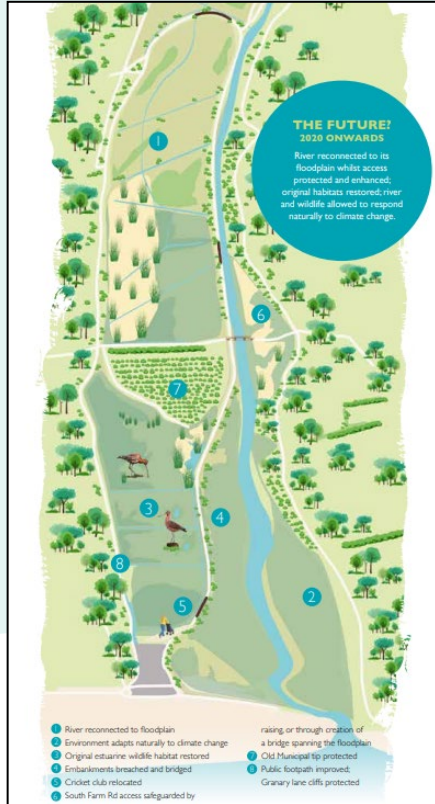 THE FUTURE?
2020 ONWARDS
River reconnected to its
floodplain whilst access
protected and enhanced;
original habitats restored; river
and wildlife allowed to respond
naturally to climate change.
1
6
7
3
4
8
2
5
1 River reconnected to floodplain
2 Environment adapts naturally to climate change
3 Original estuarine wildlife habitat restored
4 Embankments breached and bridged
5 Cricket club relocated
6 South Farm Rd access safeguarded by
raising, or through creation of
a bridge spanning the floodplain
7 Old Municipal tip protected
8 Public footpath improved;
Granary lane cliffs protected